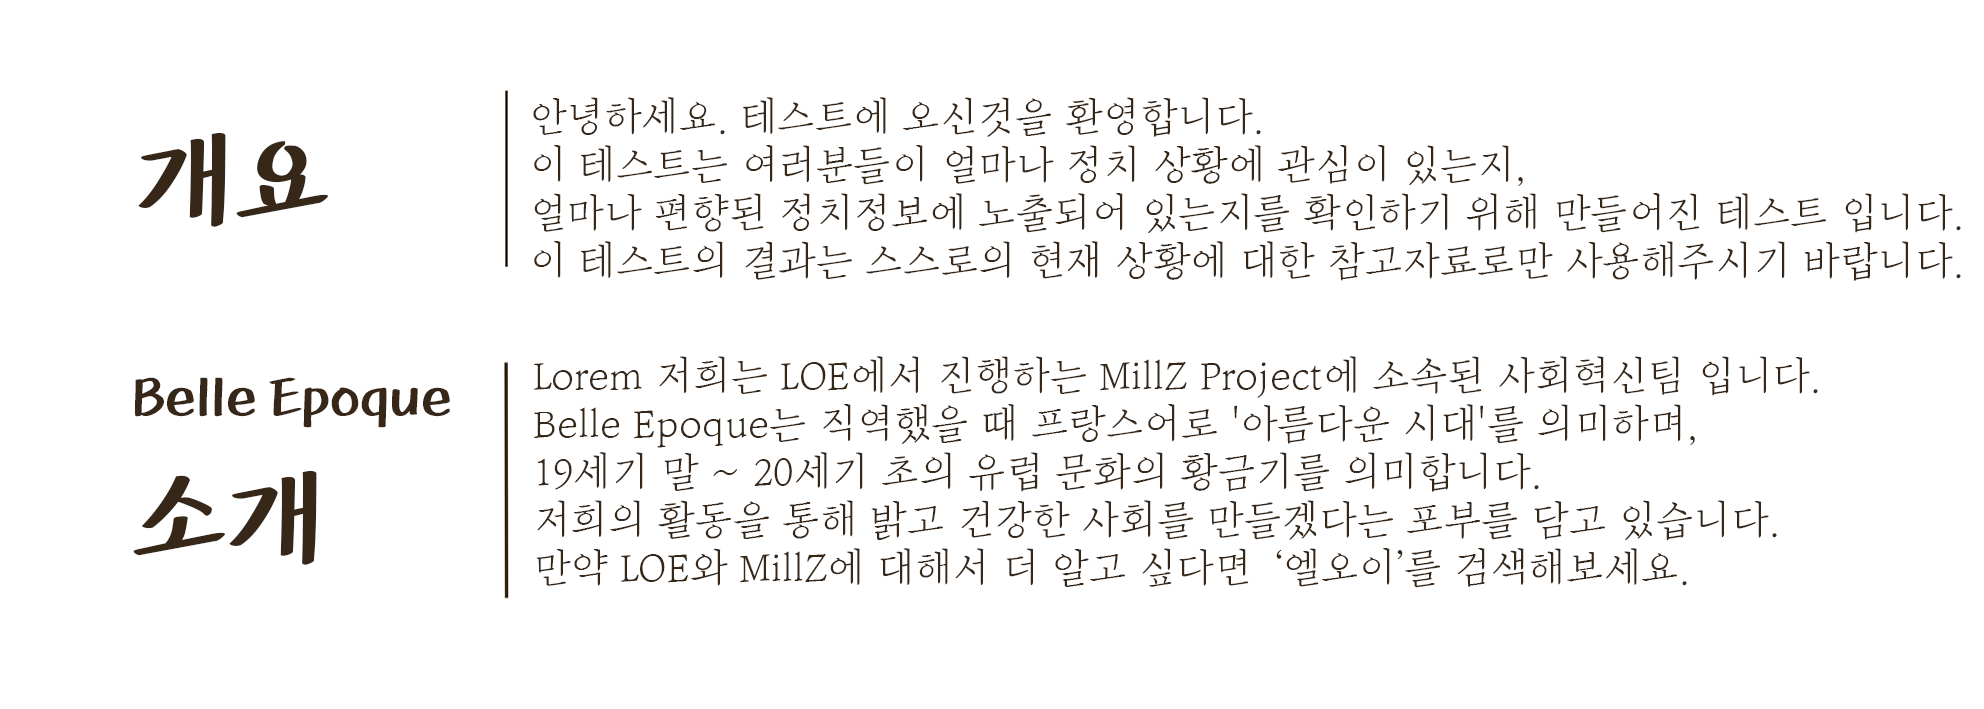 개요
안녕하세요. 테스트에 오신것을 환영합니다.
이 테스트는 여러분들이 얼마나 정치 상황에 관심이 있는지,
얼마나 편향된 정치정보에 노출되어 있는지를 확인하기 위해 만들어진 테스트 입니다.
이 테스트의 결과는 스스로의 현재 상황에 대한 참고자료로만 사용해주시기 바랍니다.
Belle Epoque
소개
Lorem 저희는 LOE에서 진행하는 MillZ Project에 소속된 사회혁신팀 입니다.
Belle Epoque는 직역했을 때 프랑스어로 '아름다운 시대'를 의미하며,
19세기 말 ~ 20세기 초의 유럽 문화의 황금기를 의미합니다.
저희의 활동을 통해 밝고 건강한 사회를 만들겠다는 포부를 담고 있습니다.
만약 LOE와 MillZ에 대해서 더 알고 싶다면 ‘엘오이’를 검색해보세요.